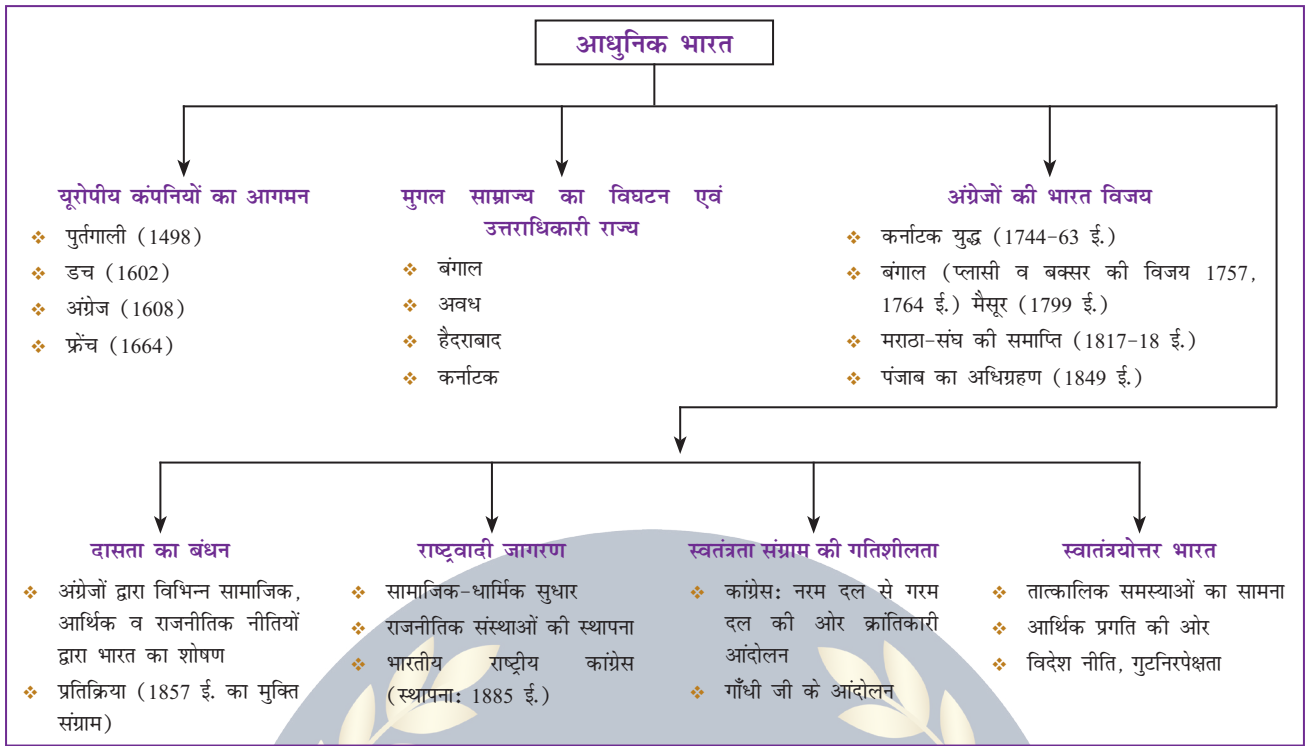 आधुनिक भारत
यूरोपीय कंपनियों का आगमन
❖ पुर्तगाली (1498)
❖ डच (1602)
❖ अंग्रेज (1608)
❖ फ्रेंच (1664)
मुगल साम्राज्य का विघटन एवं
उत्तराधिकारी राज्य
❖ बंगाल
❖ अवध
❖ हैदराबाद
❖ कर्नाटक
अंग्रेजों की भारत विजय
❖ कर्नाटक युद्ध (1744-63 ई.)
❖ बंगाल (प्लासी व बक्सर की विजय 1757,
1764 ई.) मैसूर (1799 ई.)
❖ मराठा-संघ की समाप्ति (1817-18 ई.)
❖ पंजाब का अधिग्रहण (1849 ई.)
दासता का बंधन
❖ अंग्रेजों द्वारा विभिन्न सामाजिक,
आर्थिक व राजनीतिक नीतियों
द्वारा भारत का शोषण
❖ प्रतिक्रिया (1857 ई. का मुक्ति
संग्राम)
राष्ट्रवादी जागरण
❖ सामाजिक-धार्मिक सुधार
❖ राजनीतिक संस्थाओं की स्थापना
❖ भारतीय राष्ट्रीय कांग्रेस
(स्थापना: 1885 ई.)
स्वतंत्रता संग्राम की गतिशीलता
❖ कांग्रेस: नरम दल से गरम
दल की ओर क्रांतिकारी
आंदोलन
❖ गाँधी जी के आंदोलन
स्वातंत्रयोत्तर भारत
❖ तात्कालिक समस्याओं का सामना
❖ आर्थिक प्रगति की ओर
❖ विदेश नीति, गुटनिरपेक्षता